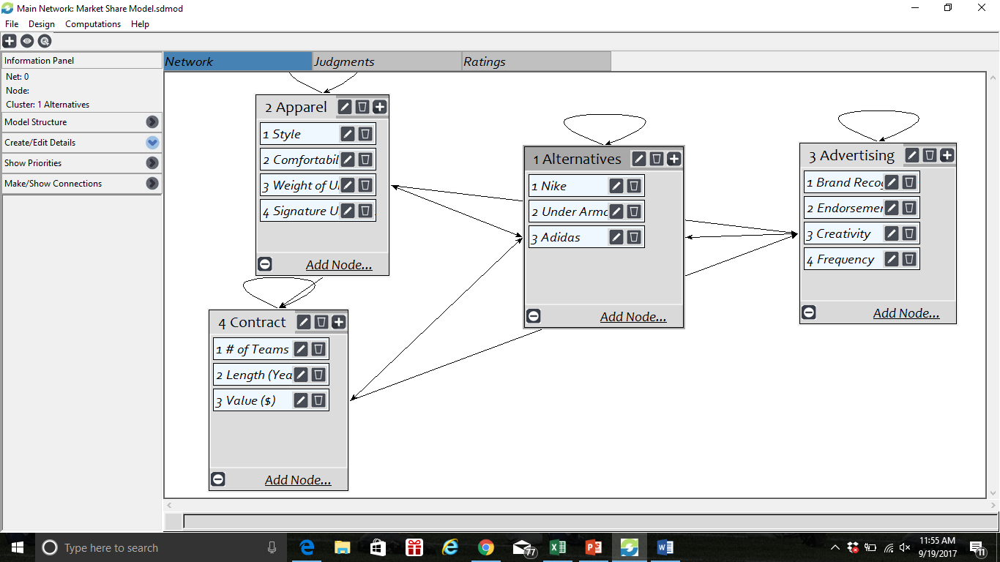 Main Network: Market Share Model.sdmod
File Design Computations Help
Information Panel
Net: 0
Node:
Cluster: 1 Alternatives
Model Structure
Create/Edit Details
Show Priorities
Make/Show Connections
Network Judgments Ratings
2 Apparel
1 Style
2 Comfortabil
3 Weight of U
4 Signature U
Add Node...
1 Alternatives
1 Nike
2 Under Armo
3 Adidas
Add Node...
3 Advertising
1 Brand Recog
2 Endorsemen
3 Creativity
4 Frequency
Add Node...
4 Contract
1 # of Teams
2 Length (Yea
3 Value ($)
Add Node...
Type here to search
77
11:55 AM
9/19/2017
11